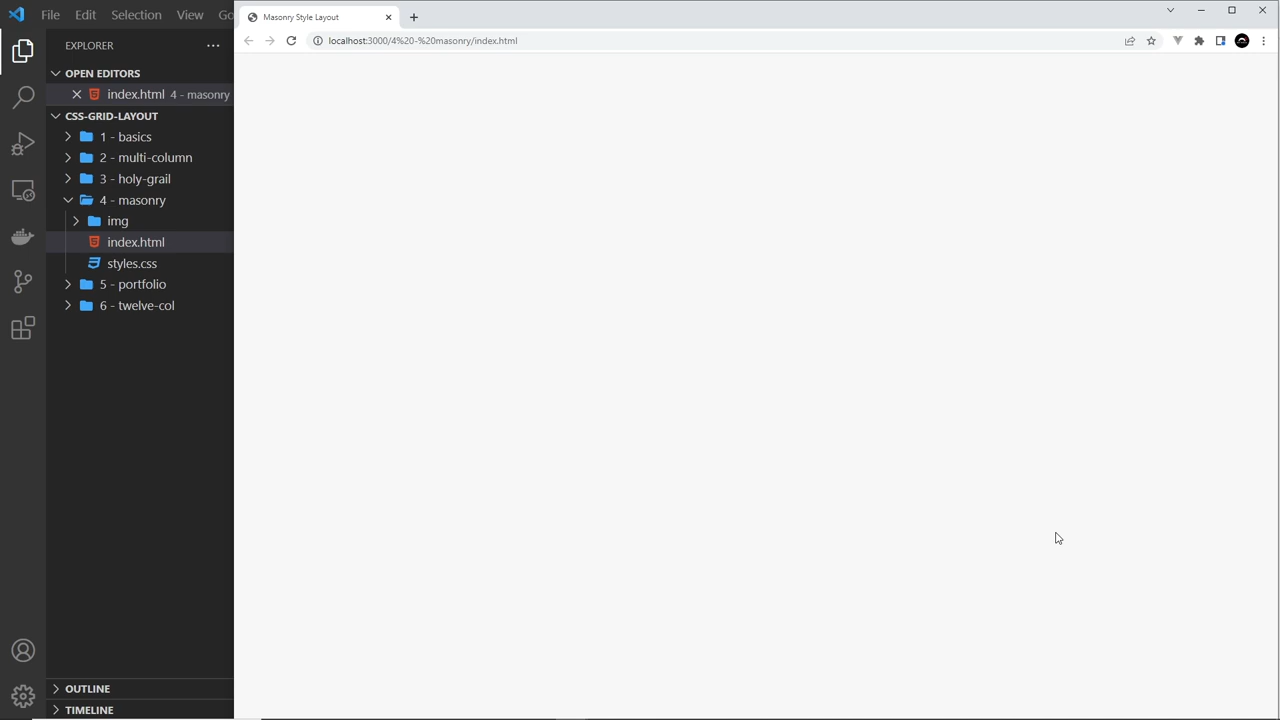 File Edit Selection View Go
Masonry Style Layout
localhost:3000/4%20-%20masonry/index.html
EXPLORER
OPEN EDITORS
index.html 4 - masonry
CSS-GRID-LAYOUT
1 - basics
2 - multi-column
3 - holy-grail
4 - masonry
img
index.html
styles.css
5 - portfolio
6 - twelve-col
OUTLINE
TIMELINE